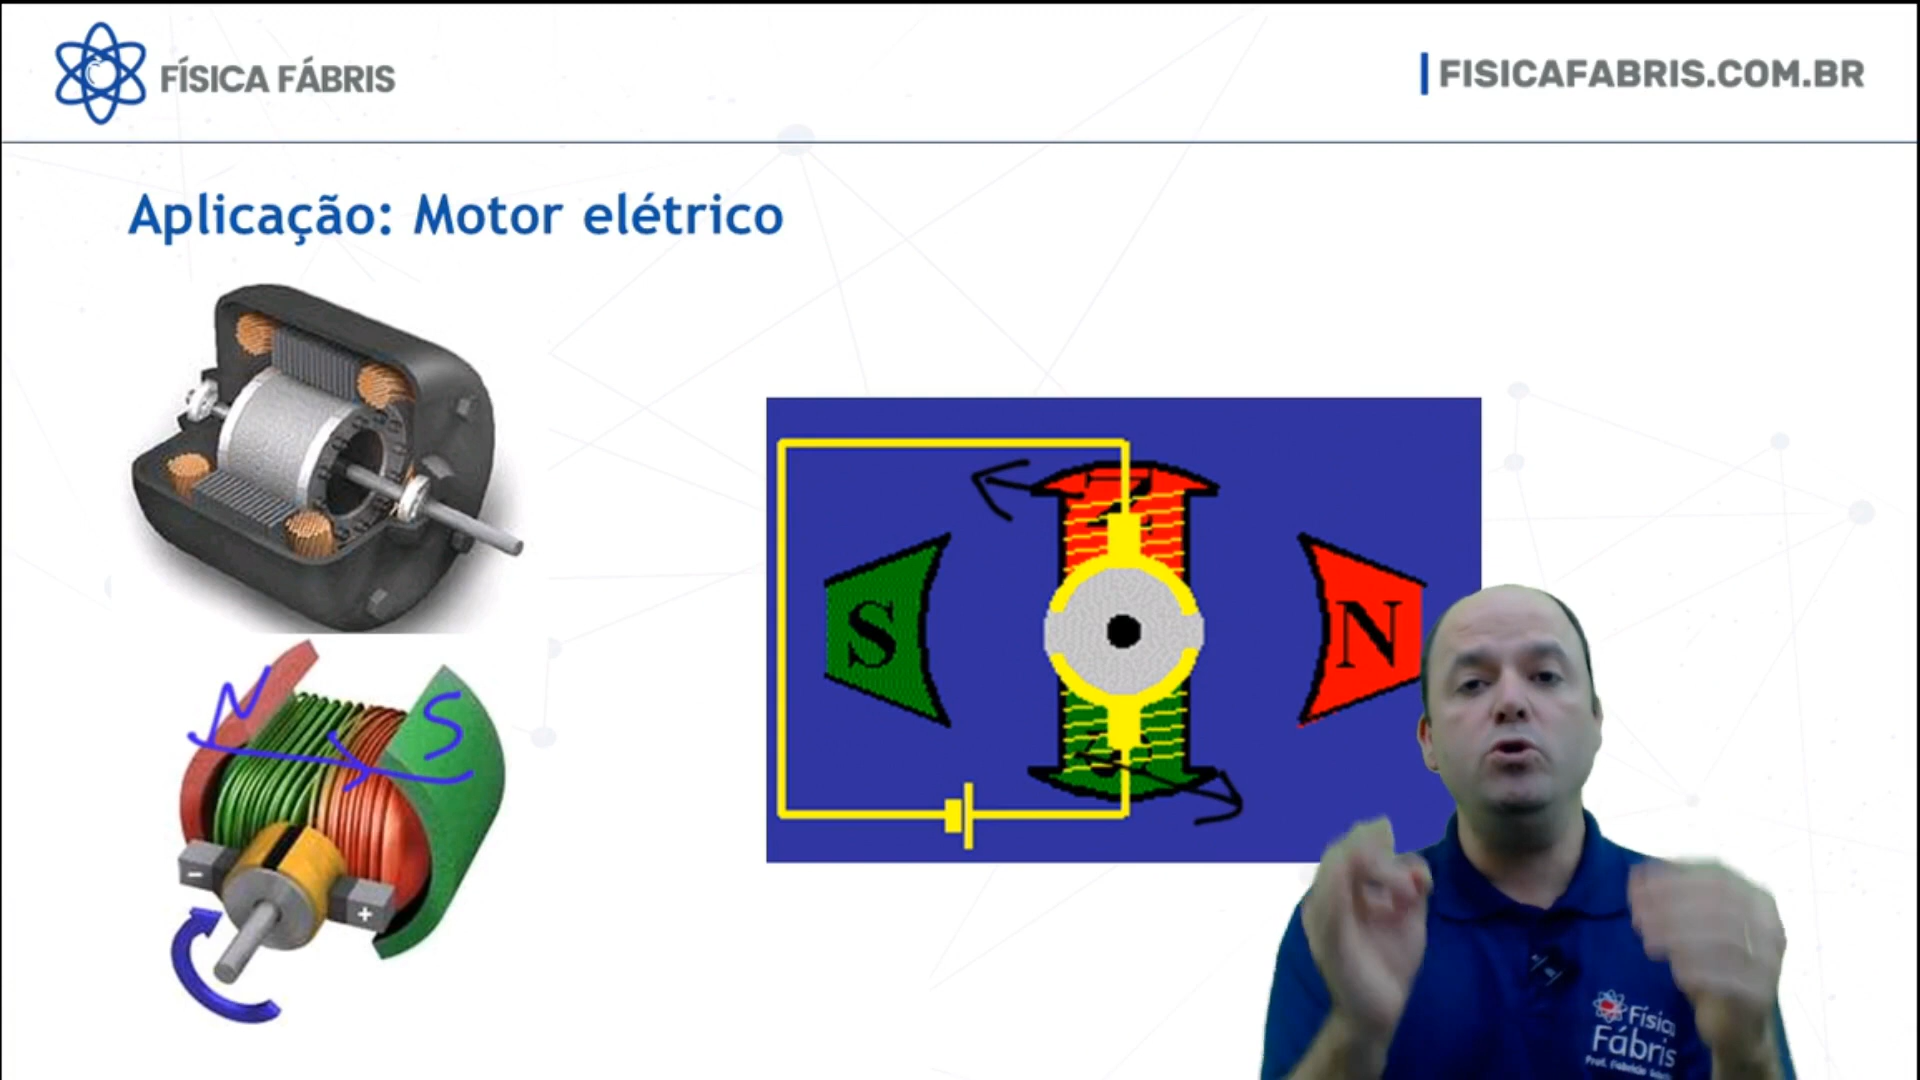 FÍSICA FÁBRIS
FISICAFABRIS.COM.BR
Aplicação: Motor elétrico
S
N
N
S
-
+
Física
Fábris